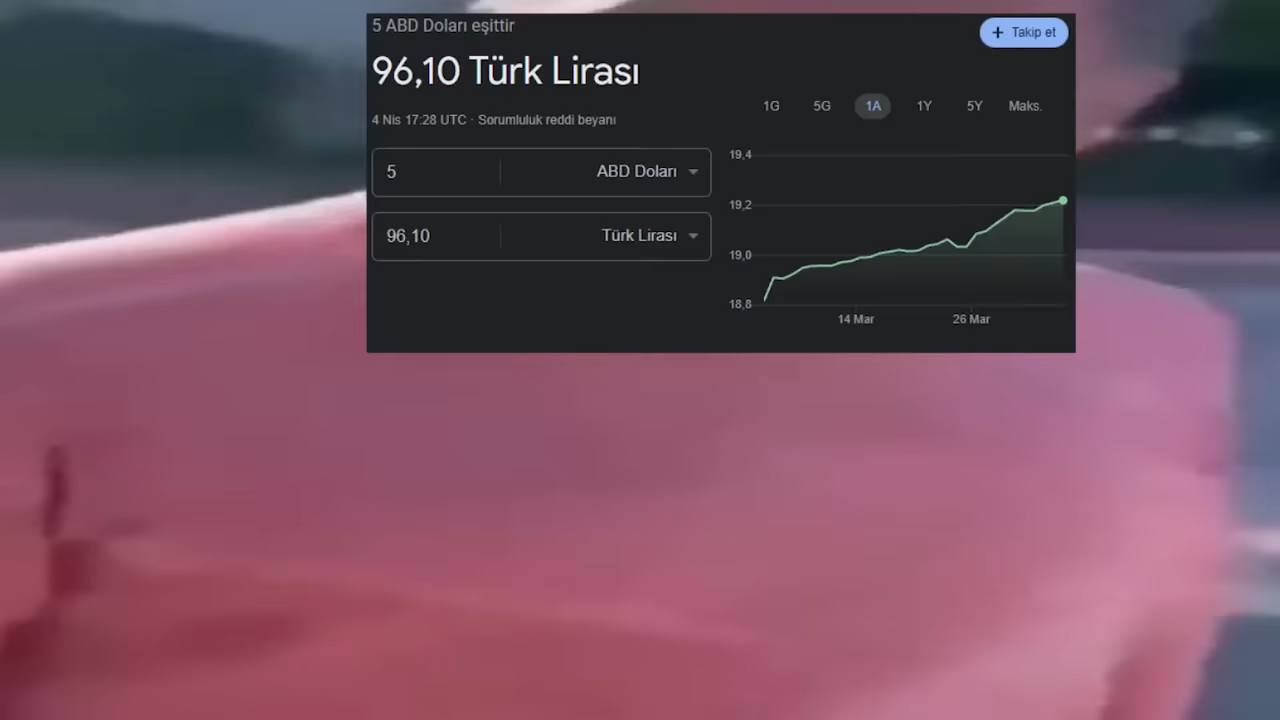 5 ABD Doları eşittir
+ Takip et
96,10 Türk Lirası
1G 5G 1A 1Y 5Y Maks.
4 Nis 17:28 UTC · Sorumluluk reddi beyanı
5 ABD Doları
96,10 Türk Lirası
19,4
19,2
19,0
18,8
14 Mar 26 Mar